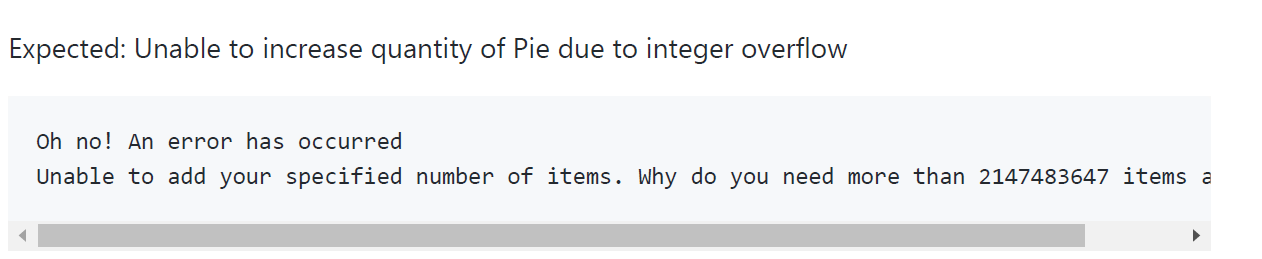 Expected: Unable to increase quantity of Pie due to integer overflow
Oh no! An error has occurred
Unable to add your specified number of items. Why do you need more than 2147483647 items a